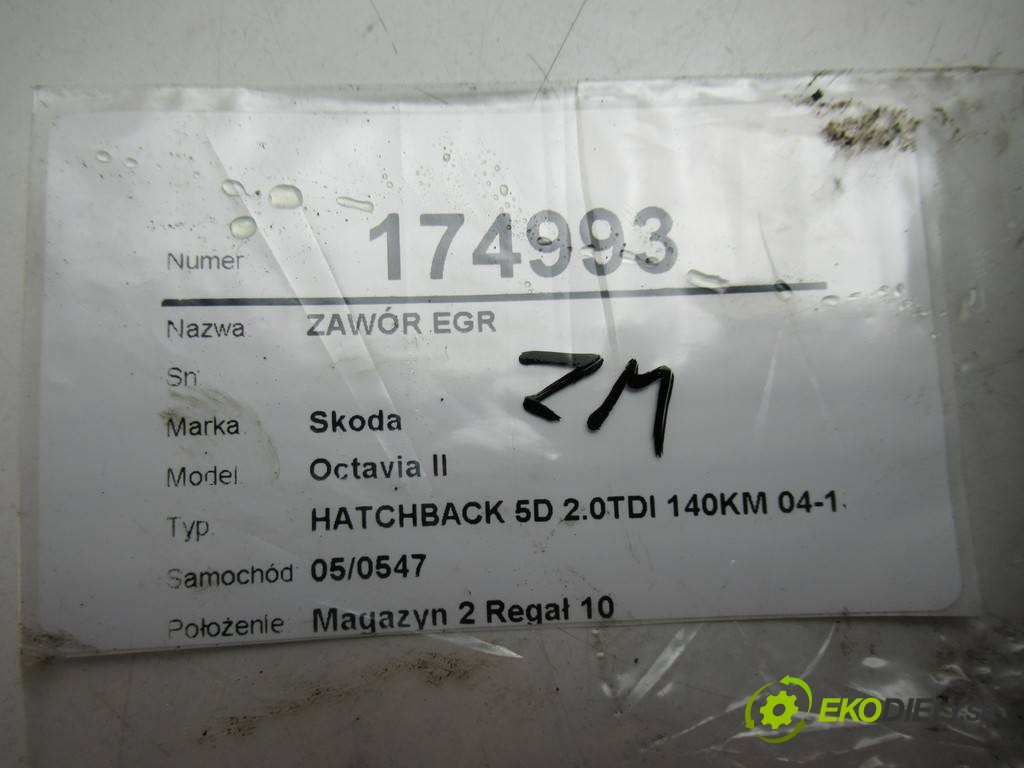 Numer 174993
Nazwa ZAWÓR EGR
Sn
ZM
Marka Skoda
Model Octavia II
Typ HATCHBACK 5D 2.0TDI 140KM 04-1
Samochód 05/0547
Położenie Magazyn 2 Regał 10